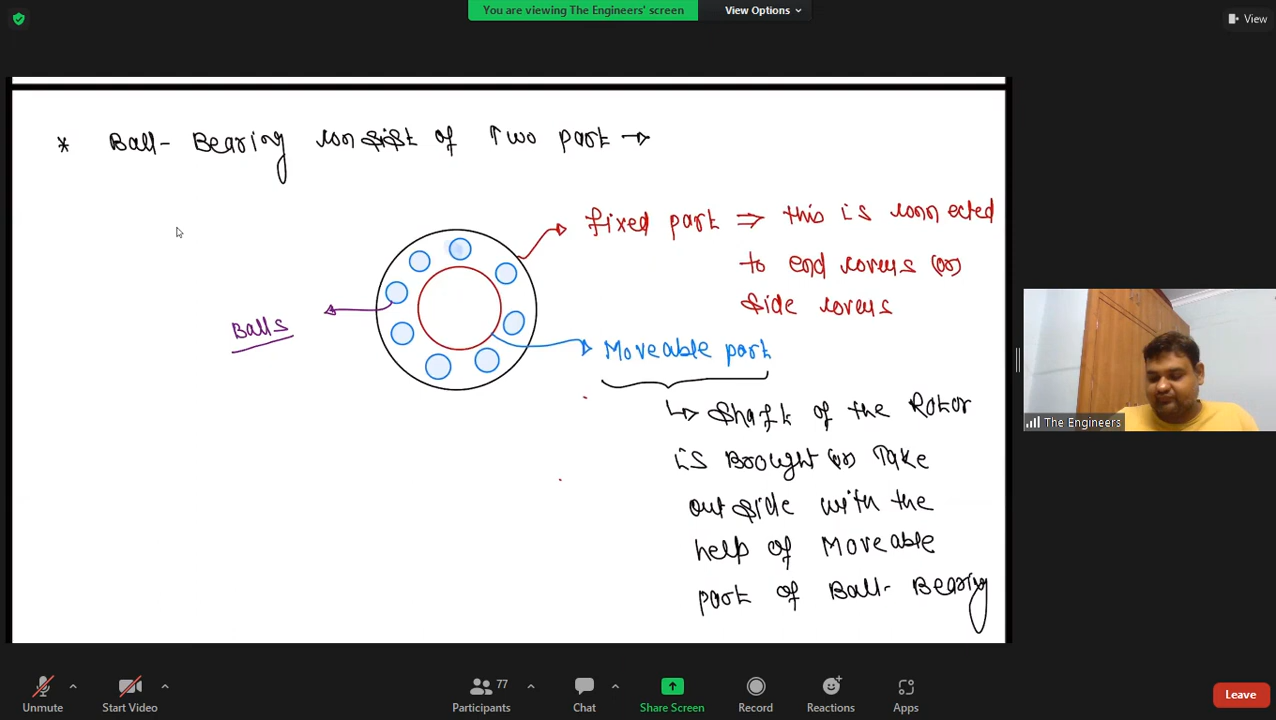 You are viewing The Engineers' screen
View Options
View
* Ball-Bearing consist of Two part →
fixed part ⇒ this is connected
to end covers (or)
side covers
Balls
Moveable part
↳ shaft of the Rotor
is Brought (or) Take
out side with the
help of Moveable
part of Ball-Bearing
The Engineers
77
Unmute
Start Video
Participants
Chat
Share Screen
Record
Reactions
Apps
Leave